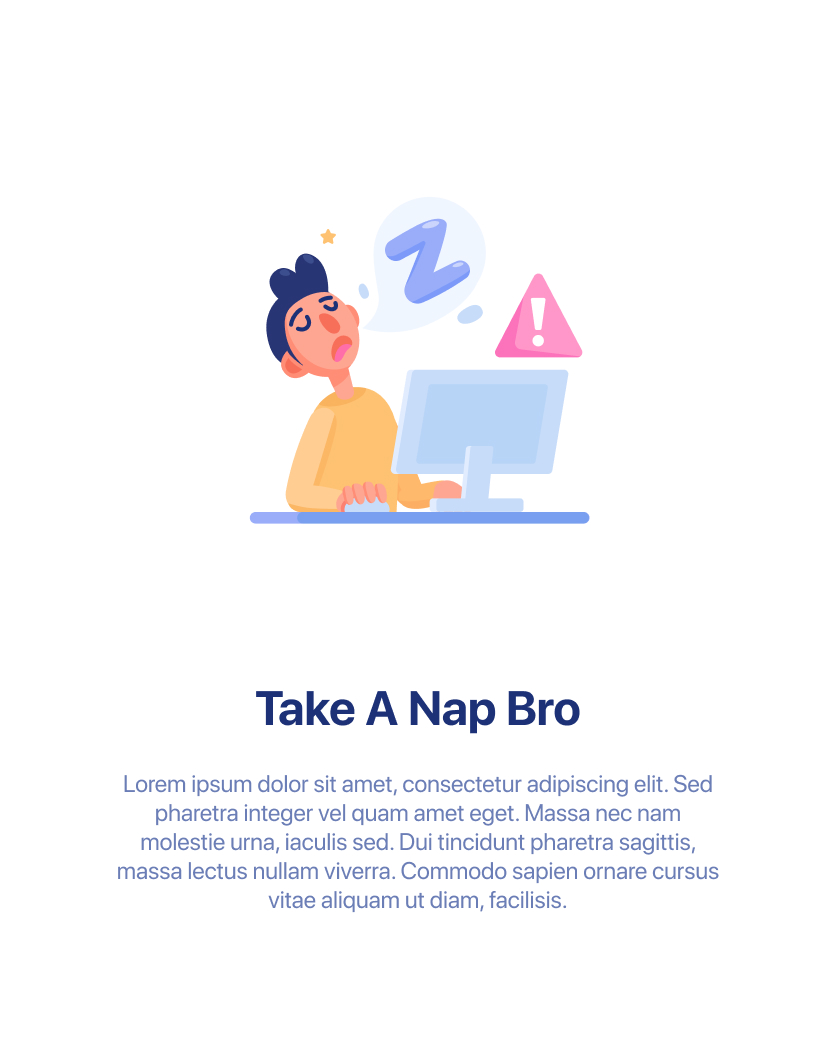 Z
!
Take A Nap Bro
Lorem ipsum dolor sit amet, consectetur adipiscing elit. Sed
pharetra integer vel quam amet eget. Massa nec nam
molestie urna, iaculis sed. Dui tincidunt pharetra sagittis,
massa lectus nullam viverra. Commodo sapien ornare cursus
vitae aliquam ut diam, facilisis.